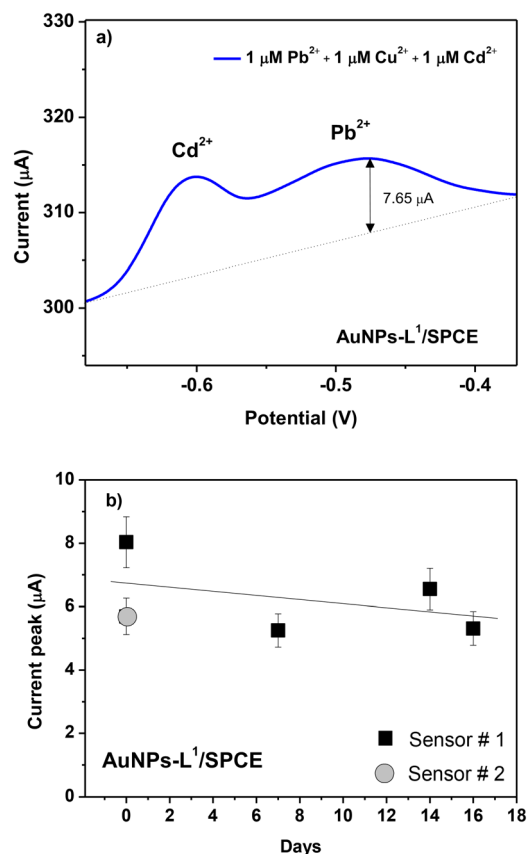 a)
1 μM Pb²⁺ + 1 μM Cu²⁺ + 1 μM Cd²⁺
330
320
310
300
Current (μA)
Cd²⁺
Pb²⁺
7.65 μA
AuNPs-L¹/SPCE
-0.6
-0.5
-0.4
Potential (V)
b)
10
8
6
4
2
0
Current peak (μA)
Sensor # 1
Sensor # 2
AuNPs-L¹/SPCE
0 2 4 6 8 10 12 14 16 18
Days